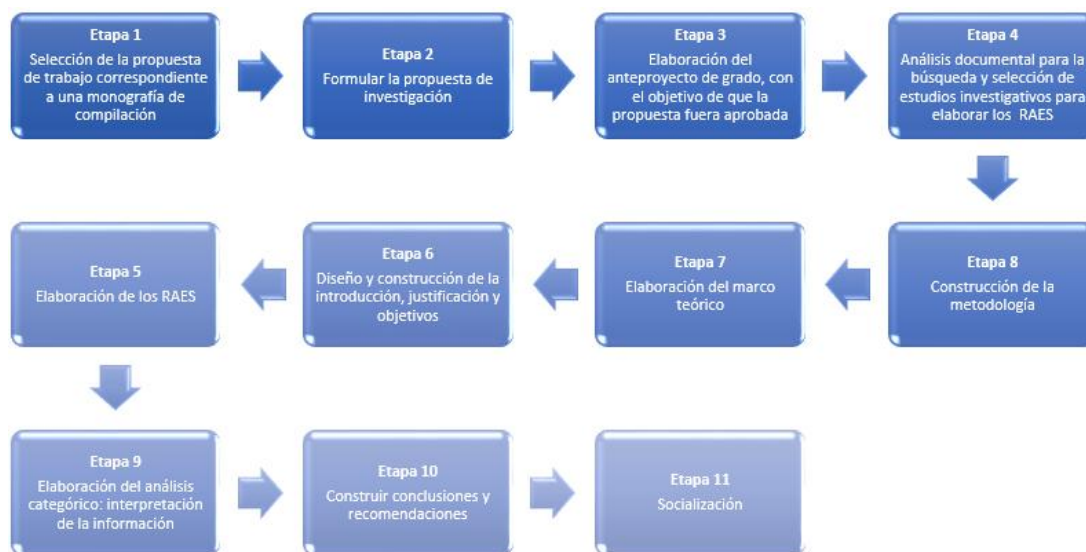 Etapa 1
Selección de la propuesta
de trabajo correspondiente
a una monografía de
compilación
Etapa 2
Formular la propuesta de
investigación
Etapa 3
Elaboración del
anteproyecto de grado, con
el objetivo de que la
propuesta fuera aprobada
Etapa 4
Análisis documental para la
búsqueda y selección de
estudios investigativos para
elaborar los RAES
Etapa 5
Elaboración de los RAES
Etapa 6
Diseño y construcción de la
introducción, justificación y
objetivos
Etapa 7
Elaboración del marco
teórico
Etapa 8
Construcción de la
metodología
Etapa 9
Elaboración del análisis
categórico: interpretación
de la información
Etapa 10
Construir conclusiones y
recomendaciones
Etapa 11
Socialización